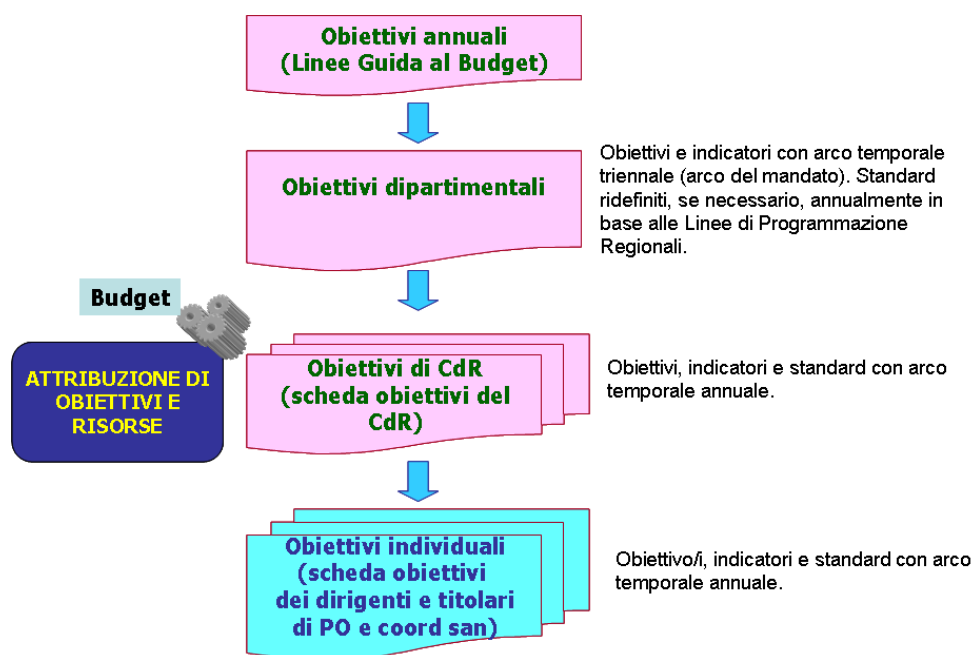 Obiettivi annuali
(Linee Guida al Budget)
Obiettivi dipartimentali
Obiettivi e indicatori con arco temporale
triennale (arco del mandato). Standard
ridefiniti, se necessario, annualmente in
base alle Linee di Programmazione
Regionali.
Budget
ATTRIBUZIONE DI
OBIETTIVI E
RISORSE
Obiettivi di CdR
(scheda obiettivi del
CdR)
Obiettivi, indicatori e standard con arco
temporale annuale.
Obiettivi individuali
(scheda obiettivi
dei dirigenti e titolari
di PO e coord san)
Obiettivo/i, indicatori e standard con arco
temporale annuale.